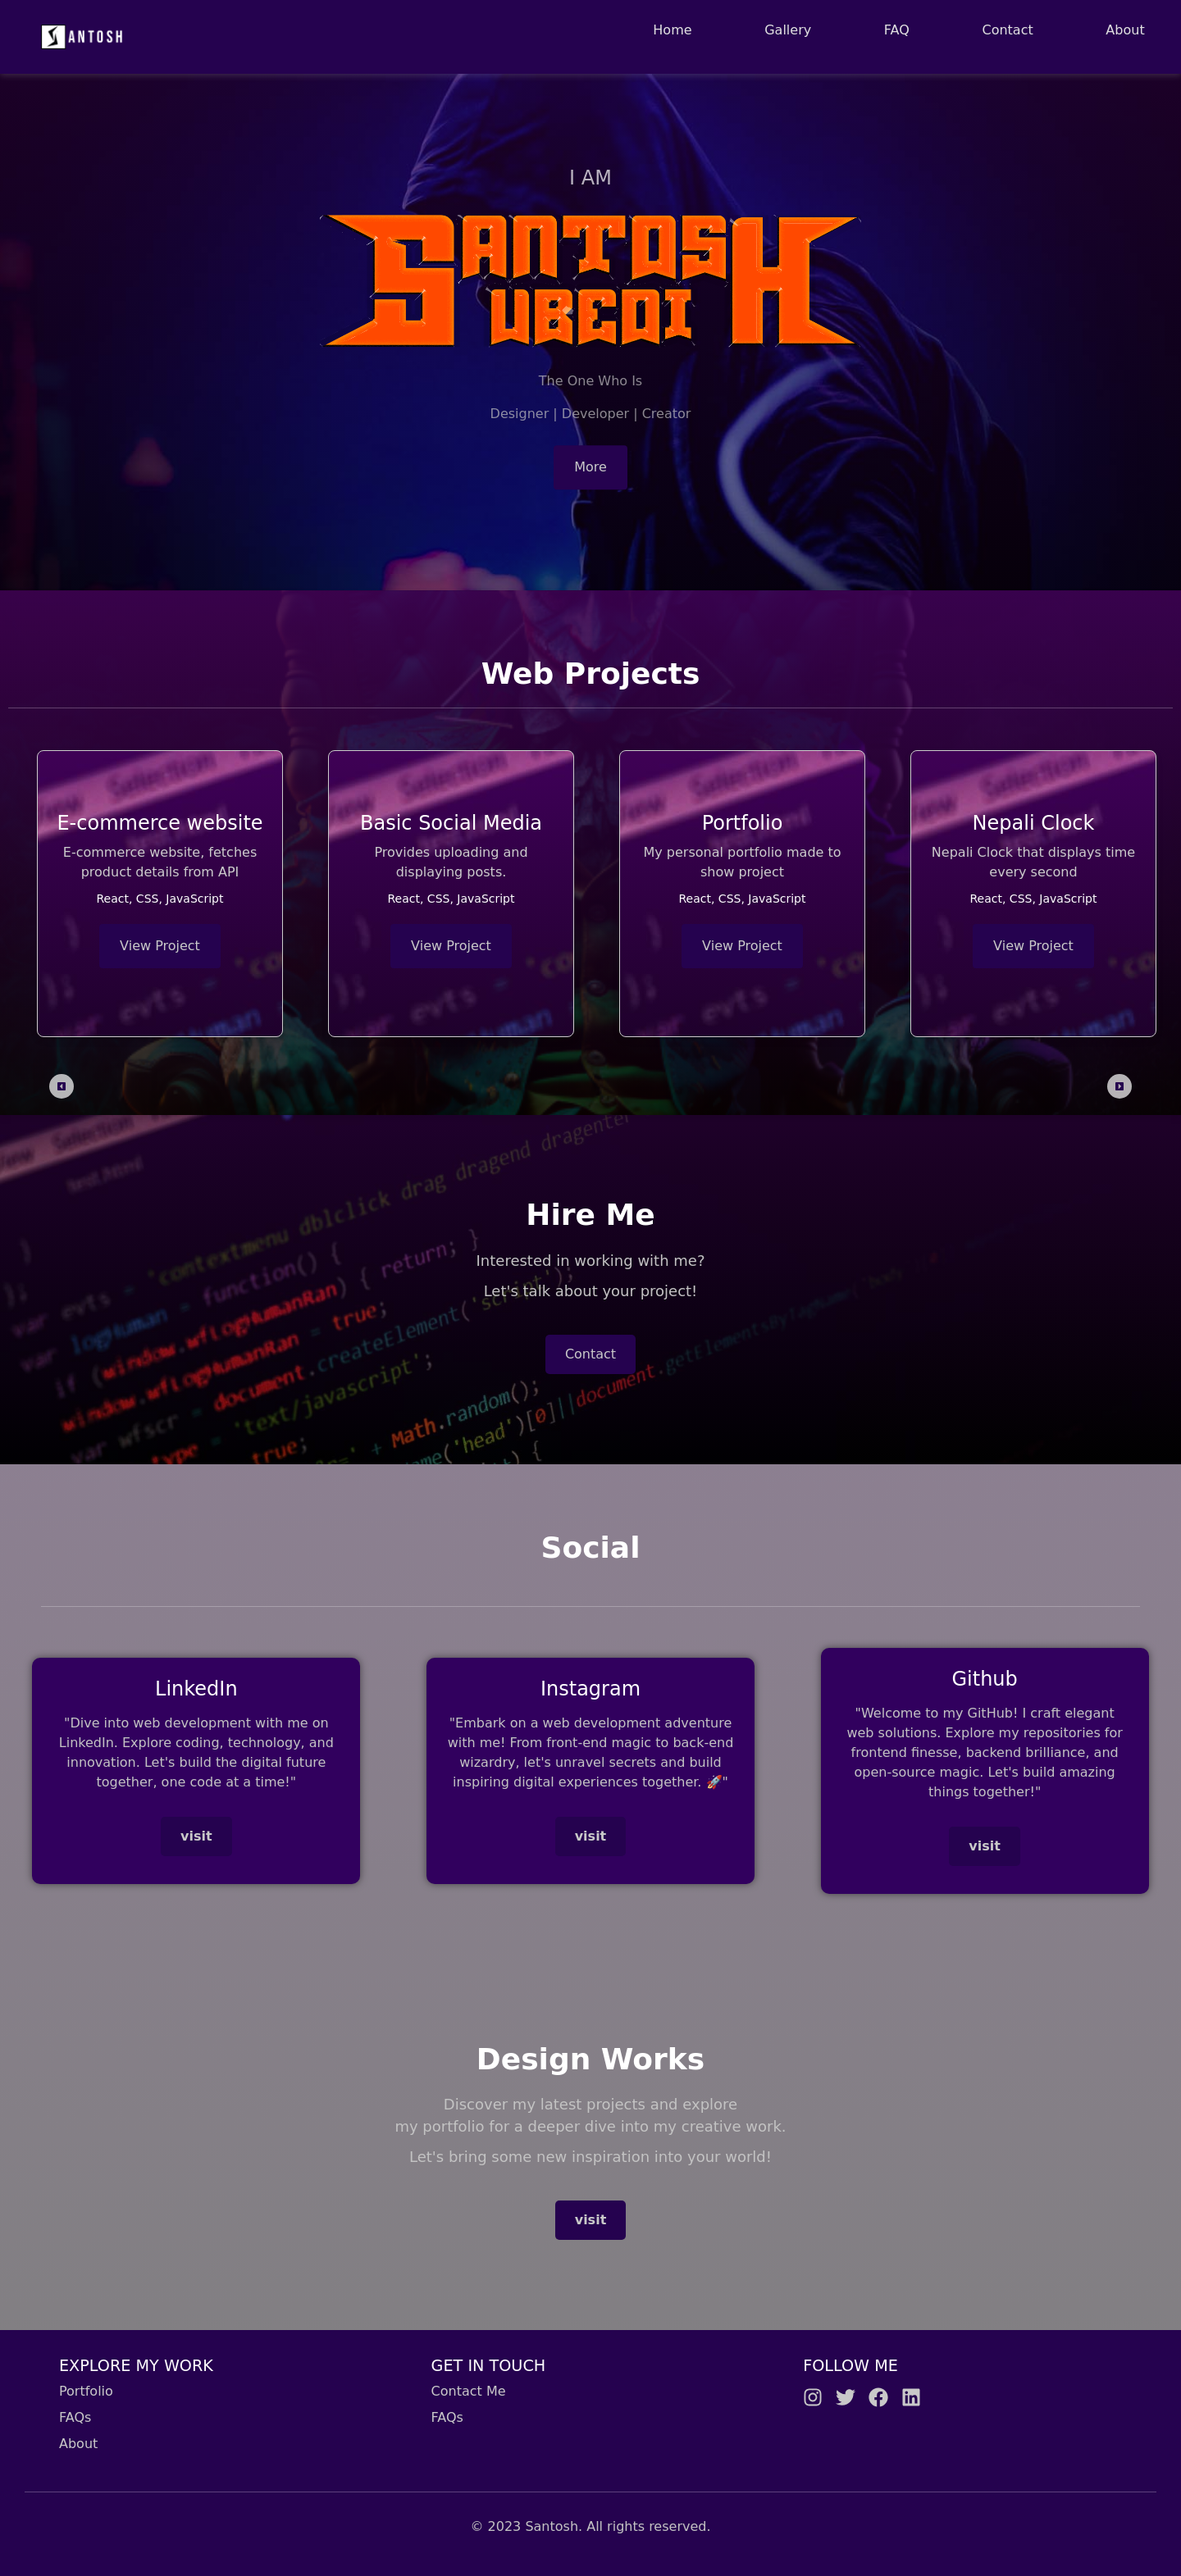 SANTOSH
Home Gallery FAQ Contact About
I AM
SANTOSH
UBEDI
The One Who Is
Designer | Developer | Creator
More
Web Projects
E-commerce website
E-commerce website, fetches
product details from API
React, CSS, JavaScript
View Project
Basic Social Media
Provides uploading and
displaying posts.
React, CSS, JavaScript
View Project
Portfolio
My personal portfolio made to
show project
React, CSS, JavaScript
View Project
Nepali Clock
Nepali Clock that displays time
every second
React, CSS, JavaScript
View Project
Hire Me
Interested in working with me?
Let's talk about your project!
Contact
Social
LinkedIn
"Dive into web development with me on
LinkedIn. Explore coding, technology, and
innovation. Let's build the digital future
together, one code at a time!"
visit
Instagram
"Embark on a web development adventure
with me! From front-end magic to back-end
wizardry, let's unravel secrets and build
inspiring digital experiences together. 🚀"
visit
Github
"Welcome to my GitHub! I craft elegant
web solutions. Explore my repositories for
frontend finesse, backend brilliance, and
open-source magic. Let's build amazing
things together!"
visit
Design Works
Discover my latest projects and explore
my portfolio for a deeper dive into my creative work.
Let's bring some new inspiration into your world!
visit
EXPLORE MY WORK
Portfolio
FAQs
About
GET IN TOUCH
Contact Me
FAQs
FOLLOW ME
© 2023 Santosh. All rights reserved.